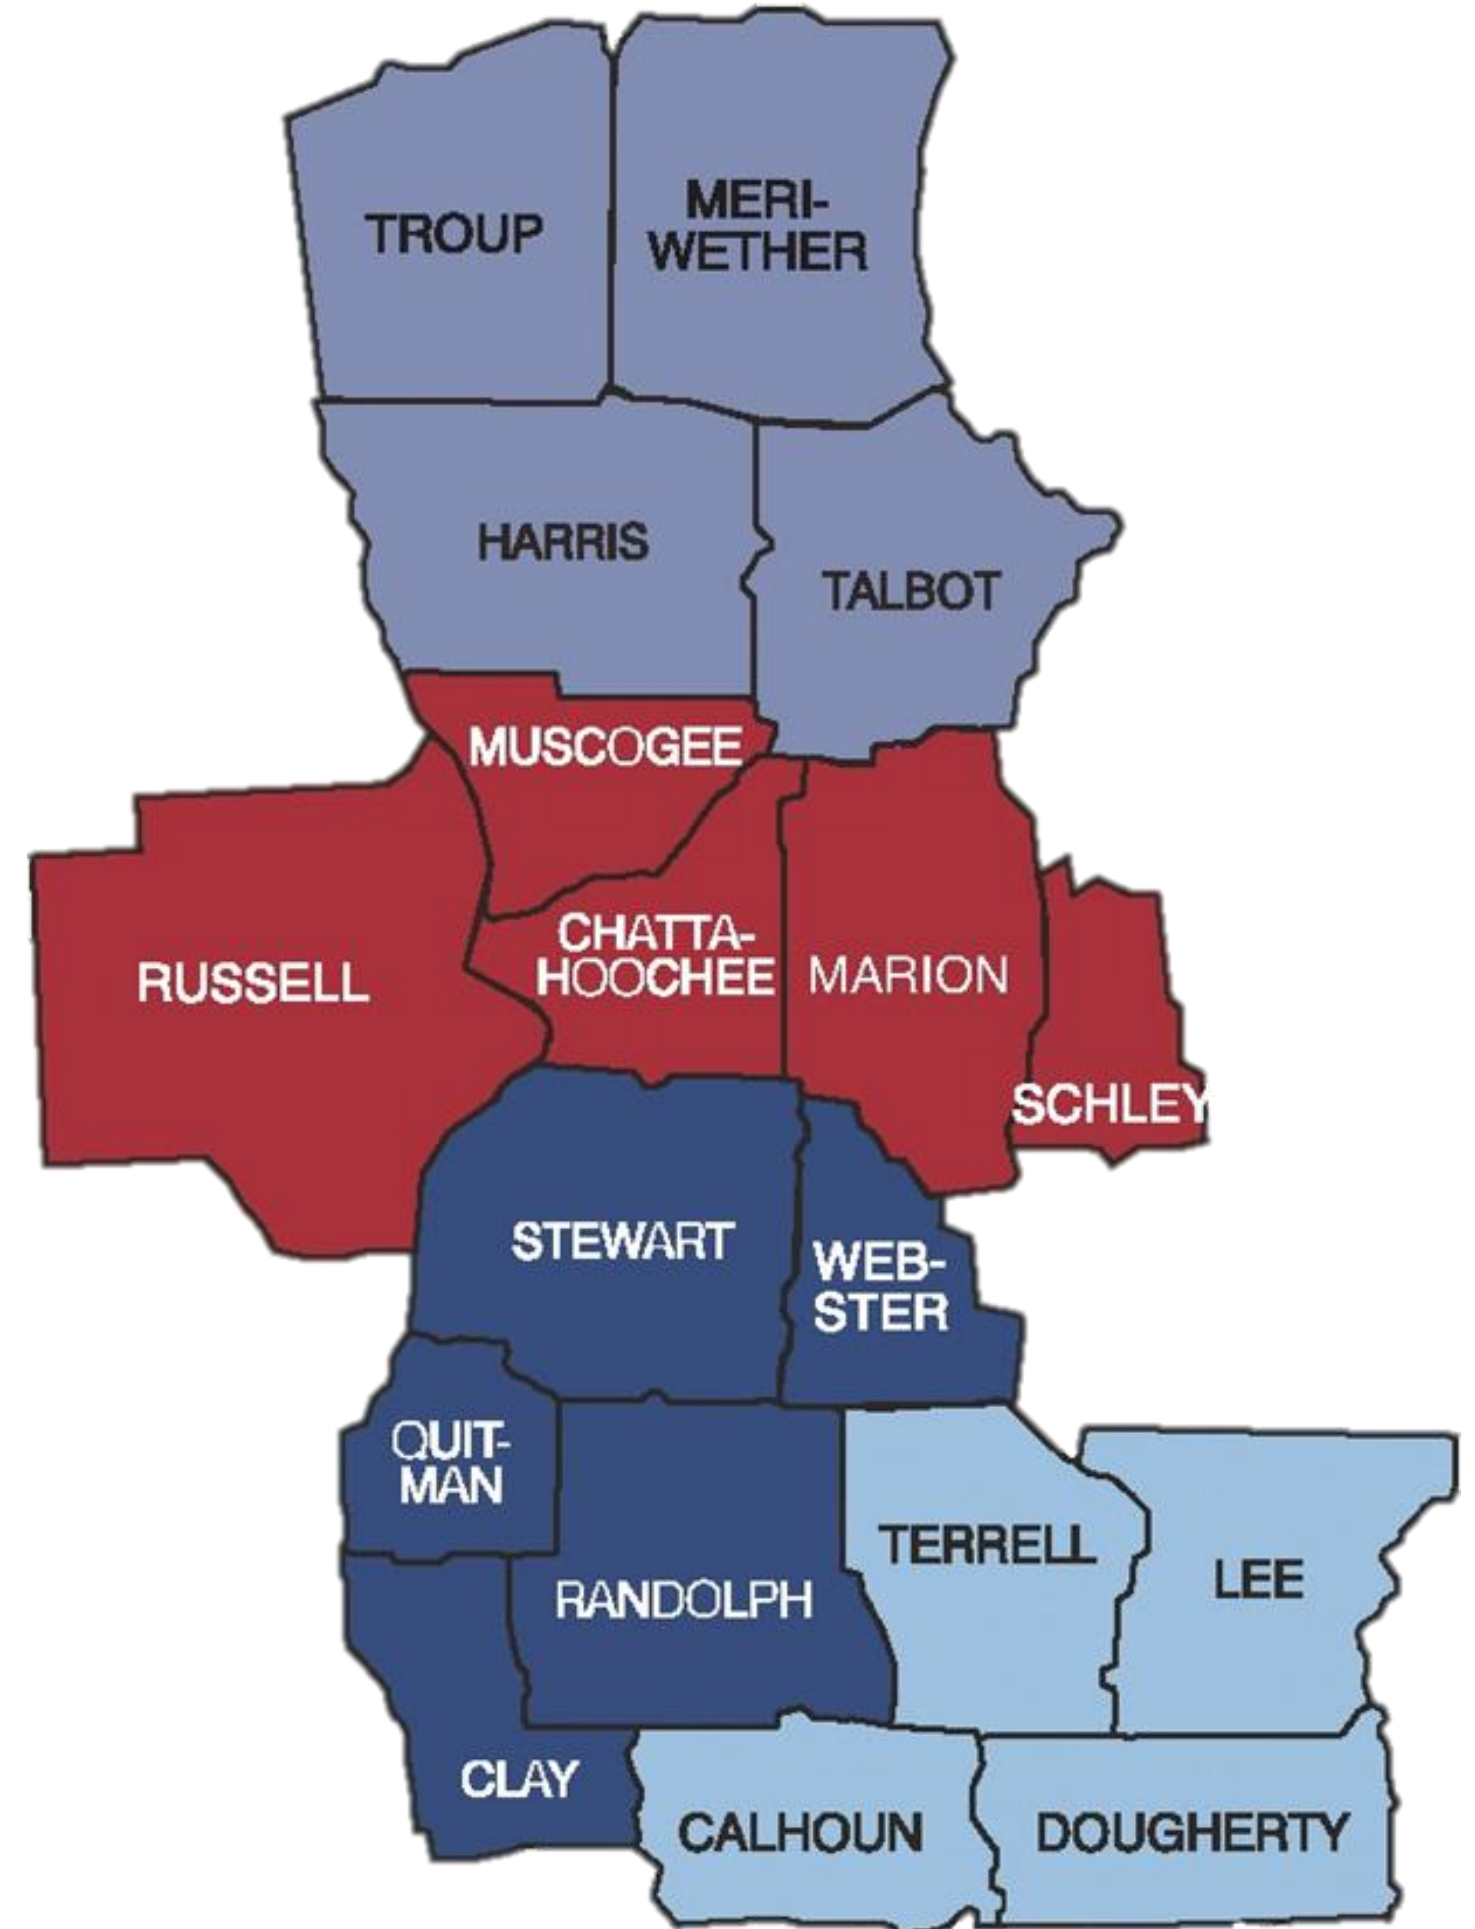 TROUP
MERI-
WETHER
HARRIS
TALBOT
MUSCOGEE
CHATTA-
HOOCHEE
RUSSELL
MARION
SCHLEY
STEWART
WEB-
STER
QUIT-
MAN
RANDOLPH
TERRELL
LEE
CLAY
CALHOUN
DOUGHERTY